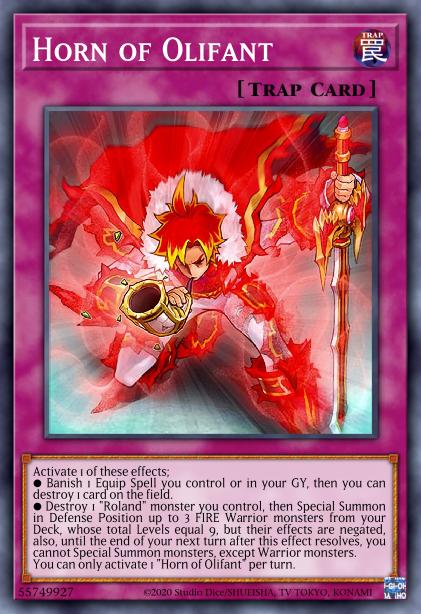 HORN OF OLIFANT
TRAP
罠
[TRAP CARD]
Activate 1 of these effects;
● Banish 1 Equip Spell you control or in your GY, then you can
destroy 1 card on the field.
● Destroy 1 "Roland" monster you control, then Special Summon
in Defense Position up to 3 FIRE Warrior monsters from your
Deck, whose total Levels equal 9, but their effects are negated,
also, until the end of your next turn after this effect resolves, you
cannot Special Summon monsters, except Warrior monsters.
You can only activate 1 "Horn of Olifant" per turn.
55749927
©2020 Studio Dice/SHUEISHA, TV TOKYO, KONAMI